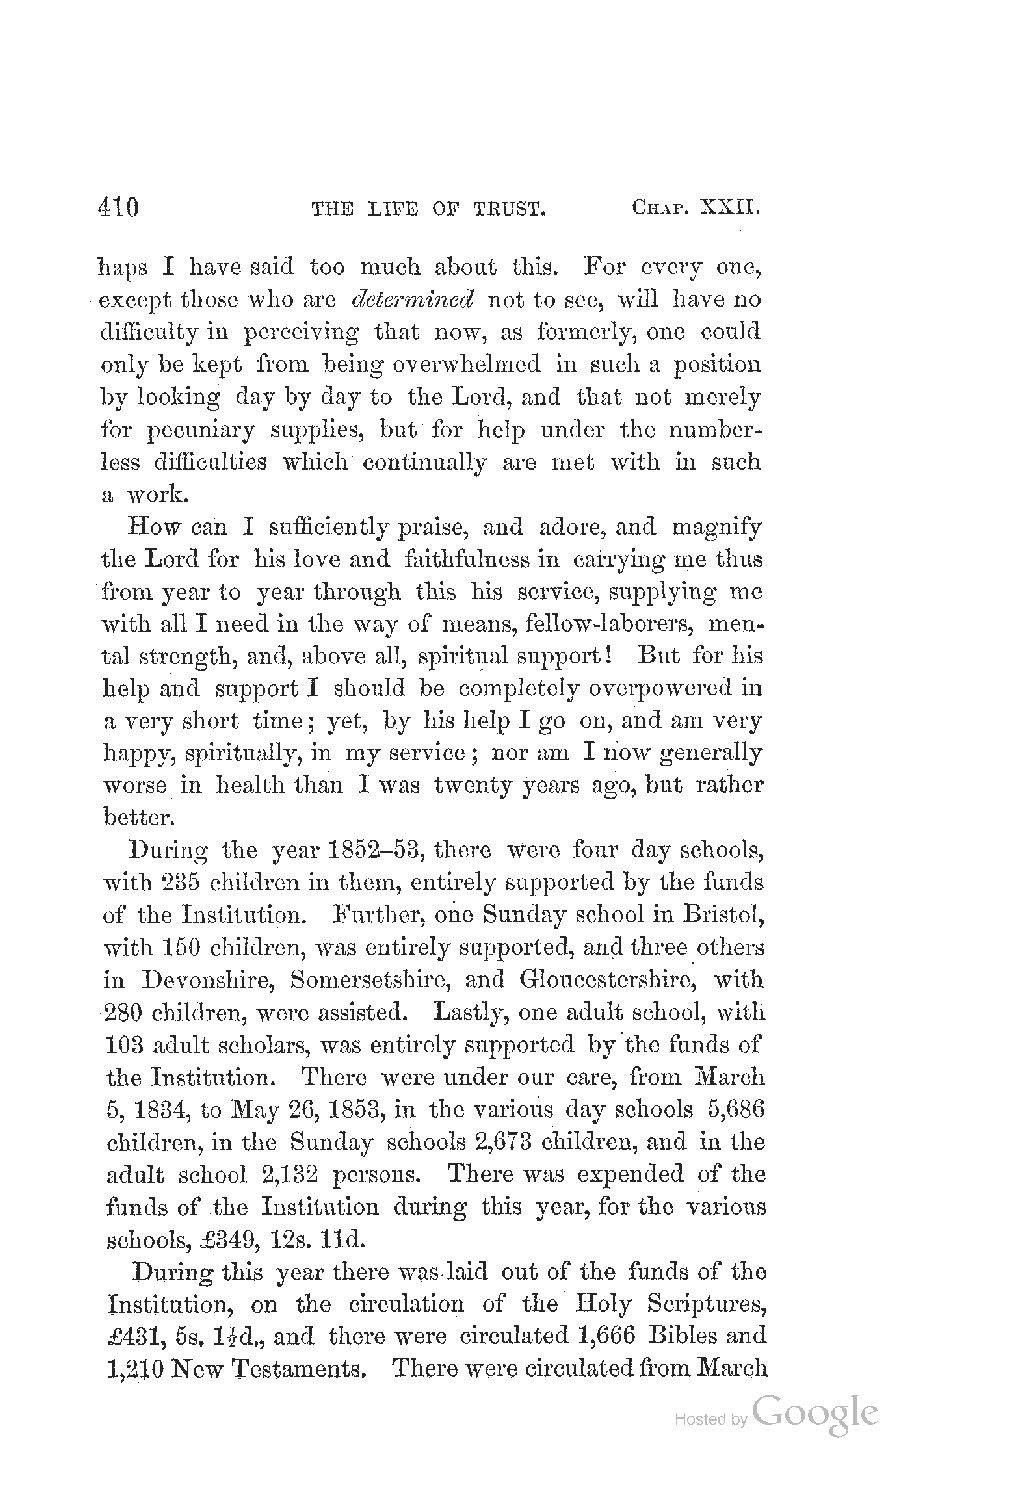 410 THE LIFE OF TRUST. CHAP. XXII.
haps I have said too much about this. For every one,
except those who are determined not to see, will have no
difficulty in perceiving that now, as formerly, one could
only be kept from being overwhelmed in such a position
by looking day by day to the Lord, and that not merely
for pecuniary supplies, but for help under the number-
less difficulties which continually are met with in such
a work.
How can I sufficiently praise, and adore, and magnify
the Lord for his love and faithfulness in carrying me thus
from year to year through this his service, supplying me
with all I need in the way of means, fellow-laborers, men-
tal strength, and, above all, spiritual support! But for his
help and support I should be completely overpowered in
a very short time; yet, by his help I go on, and am very
happy, spiritually, in my service; nor am I now generally
worse in health than I was twenty years ago, but rather
better.
During the year 1852–53, there were four day schools,
with 235 children in them, entirely supported by the funds
of the Institution. Further, one Sunday school in Bristol,
with 150 children, was entirely supported, and three others
in Devonshire, Somersetshire, and Gloucestershire, with
280 children, were assisted. Lastly, one adult school, with
103 adult scholars, was entirely supported by the funds of
the Institution. There were under our care, from March
5, 1834, to May 26, 1853, in the various day schools 5,686
children, in the Sunday schools 2,673 children, and in the
adult school 2,132 persons. There was expended of the
funds of the Institution during this year, for the various
schools, £349, 12s. 11d.
During this year there was laid out of the funds of the
Institution, on the circulation of the Holy Scriptures,
£431, 5s. 1½d., and there were circulated 1,666 Bibles and
1,210 New Testaments. There were circulated from March
Hosted by Google